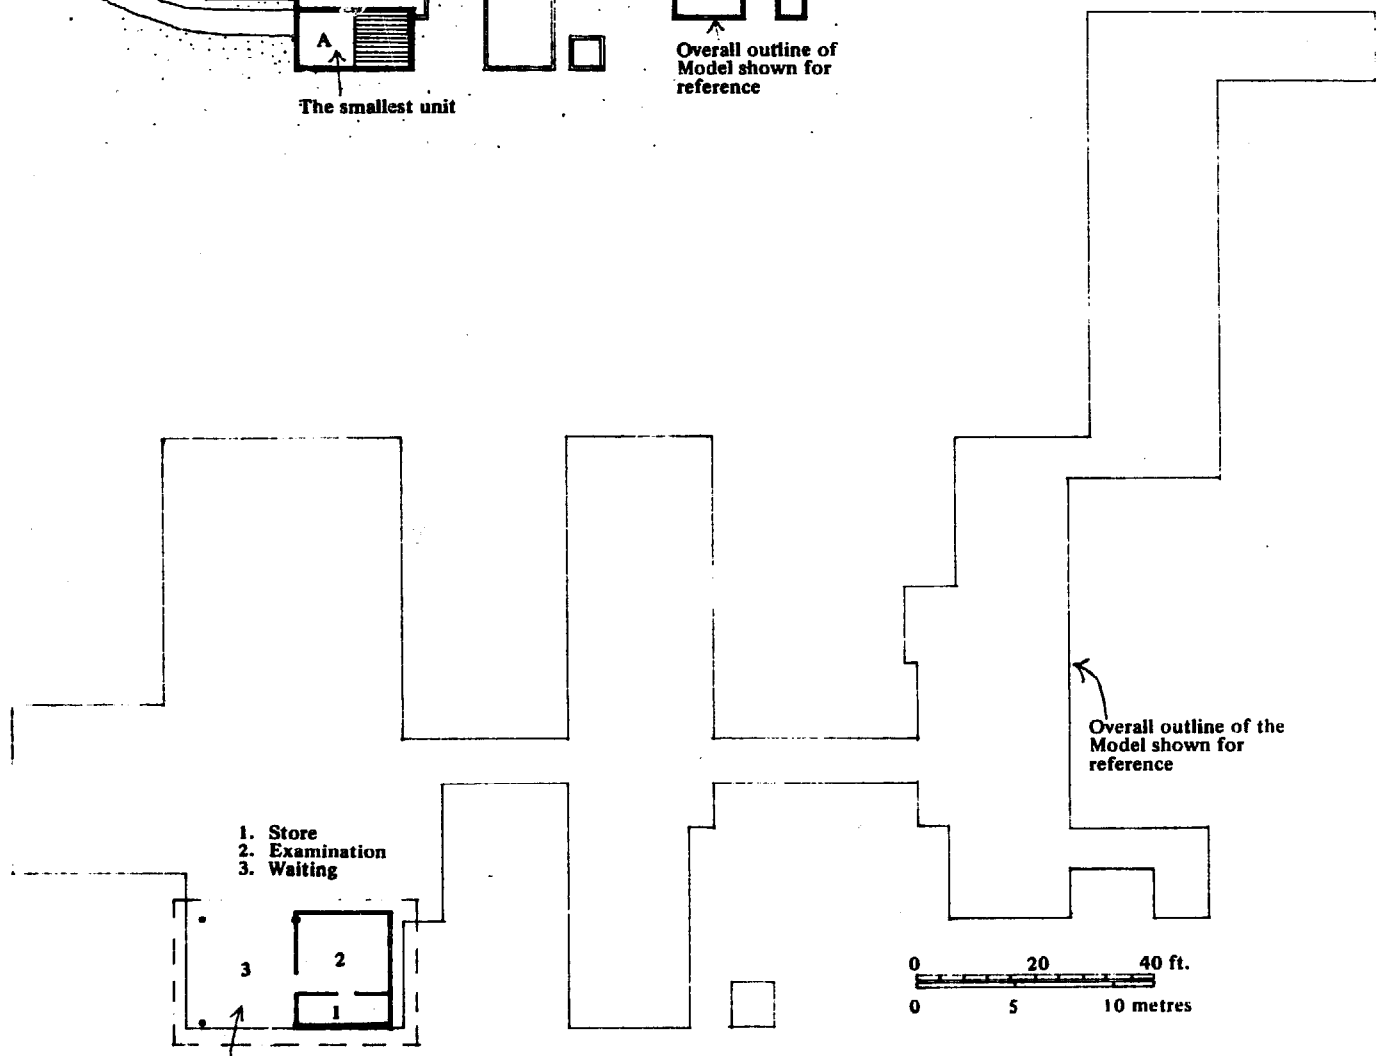 A
The smallest unit
Overall outline of
Model shown for
reference
Overall outline of the
Model shown for
reference
1. Store
2. Examination
3. Waiting
3
2
1
0 20 40 ft.
0 5 10 metres